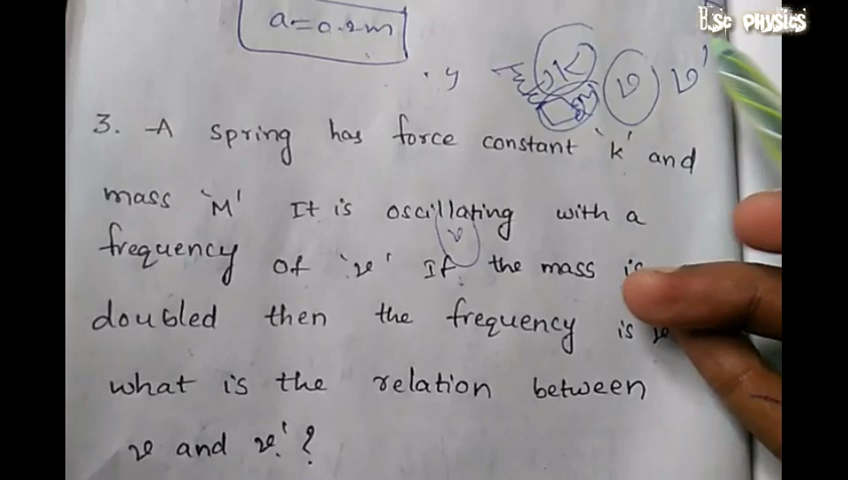 B.sc PHYSICS
a=0.2m
. y
K
m
ν ν'
3. A spring has force constant 'k' and
mass 'M' It is oscillating with a
ν
frequency of 'ν' If the mass is
doubled then the frequency is ν
what is the relation between
ν and ν'?